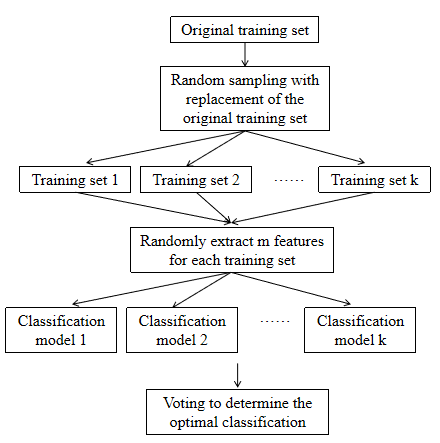 Original training set
Random sampling with
replacement of the
original training set
Training set 1
Training set 2
......
Training set k
Randomly extract m features
for each training set
Classification
model 1
Classification
model 2
......
Classification
model k
Voting to determine the
optimal classification